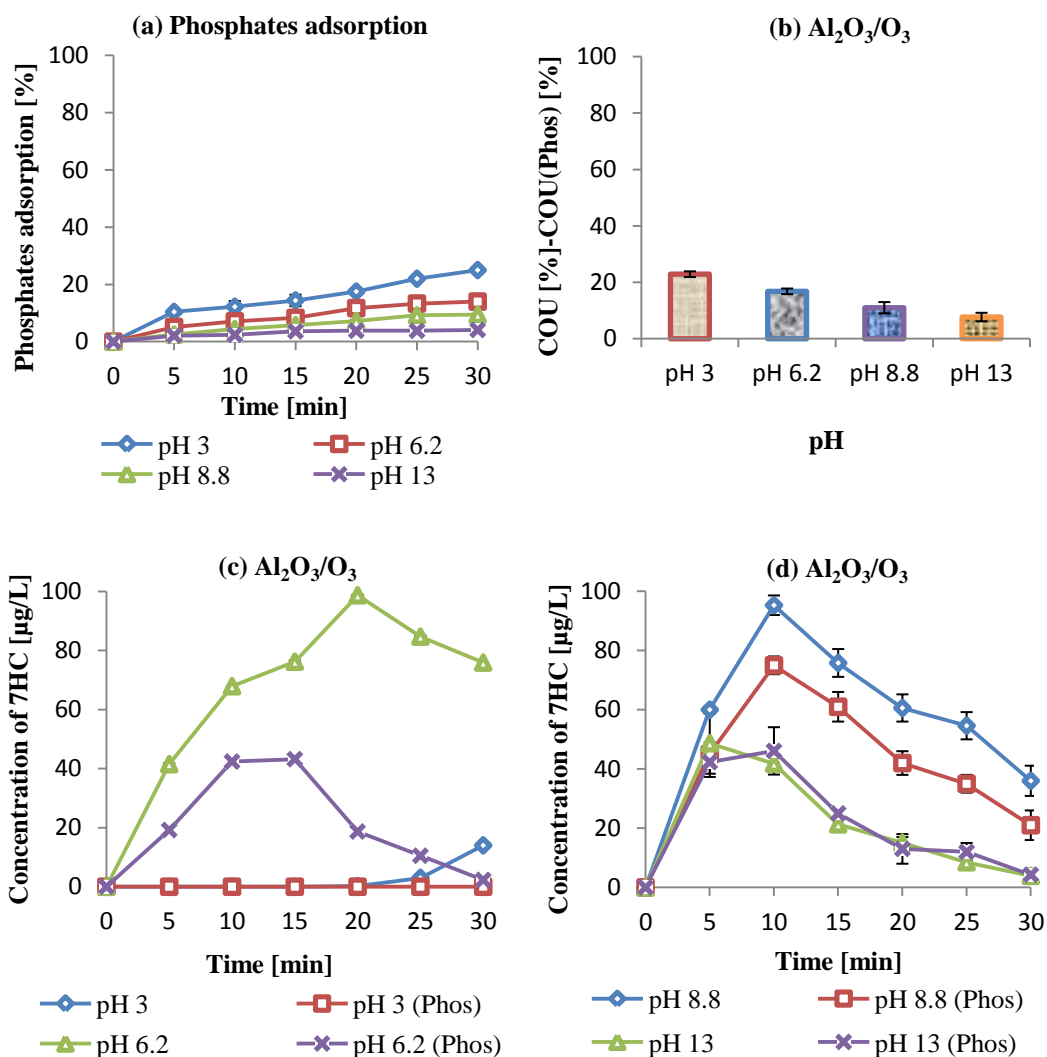 (a) Phosphates adsorption
Phosphates adsorption [%]
100
80
60
40
20
0
0 5 10 15 20 25 30
Time [min]
pH 3 pH 6.2
pH 8.8 pH 13
(b) Al₂O₃/O₃
COU [%]-COU(Phos) [%]
100
80
60
40
20
0
pH 3 pH 6.2 pH 8.8 pH 13
pH
(c) Al₂O₃/O₃
Concentration of 7HC [µg/L]
100
80
60
40
20
0
0 5 10 15 20 25 30
Time [min]
pH 3 pH 3 (Phos)
pH 6.2 pH 6.2 (Phos)
(d) Al₂O₃/O₃
Concentration of 7HC [µg/L]
100
80
60
40
20
0
0 5 10 15 20 25 30
Time [min]
pH 8.8 pH 8.8 (Phos)
pH 13 pH 13 (Phos)